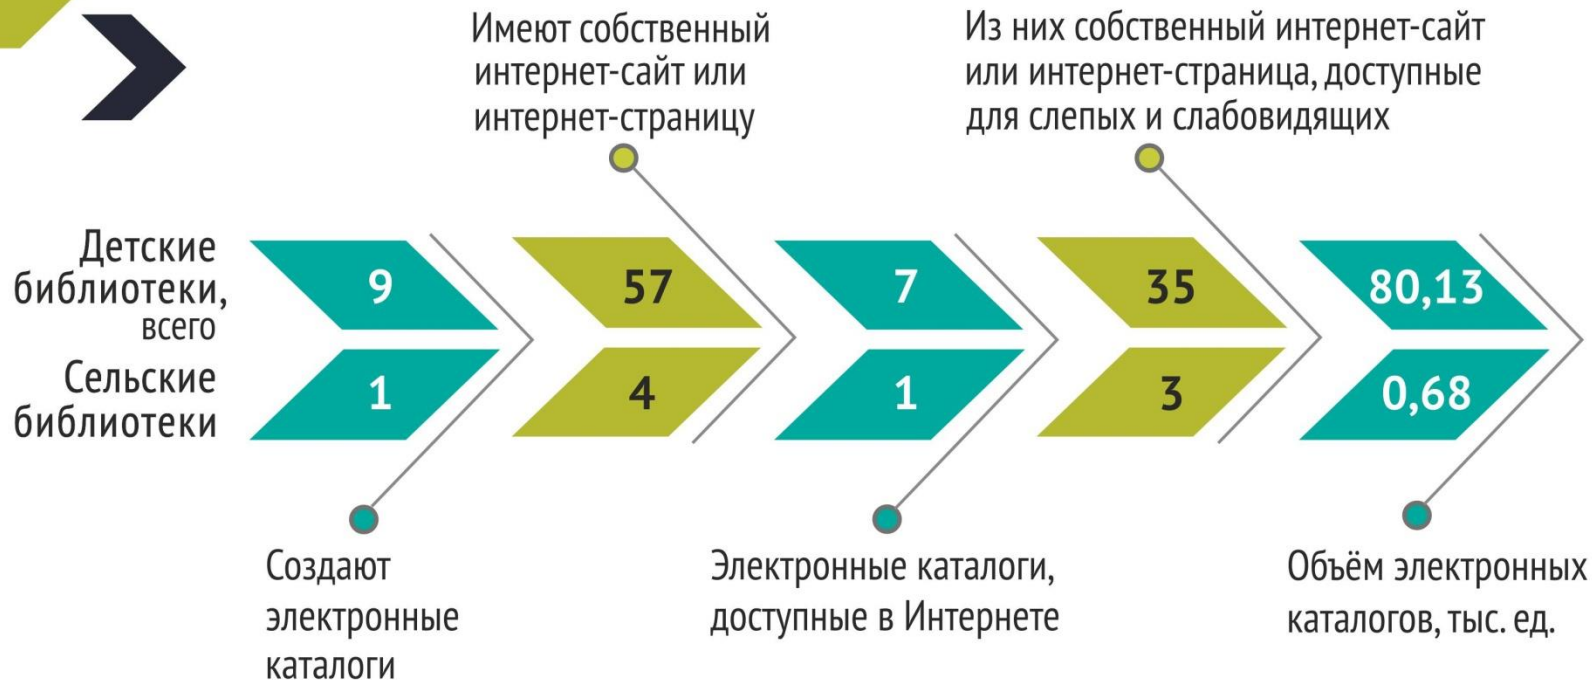 Имеют собственный
интернет-сайт или
интернет-страницу
Из них собственный интернет-сайт
или интернет-страница, доступные
для слепых и слабовидящих
Детские
библиотеки,
всего
9
57
7
35
80,13
Сельские
библиотеки
1
4
1
3
0,68
Создают
электронные
каталоги
Электронные каталоги,
доступные в Интернете
Объём электронных
каталогов, тыс. ед.